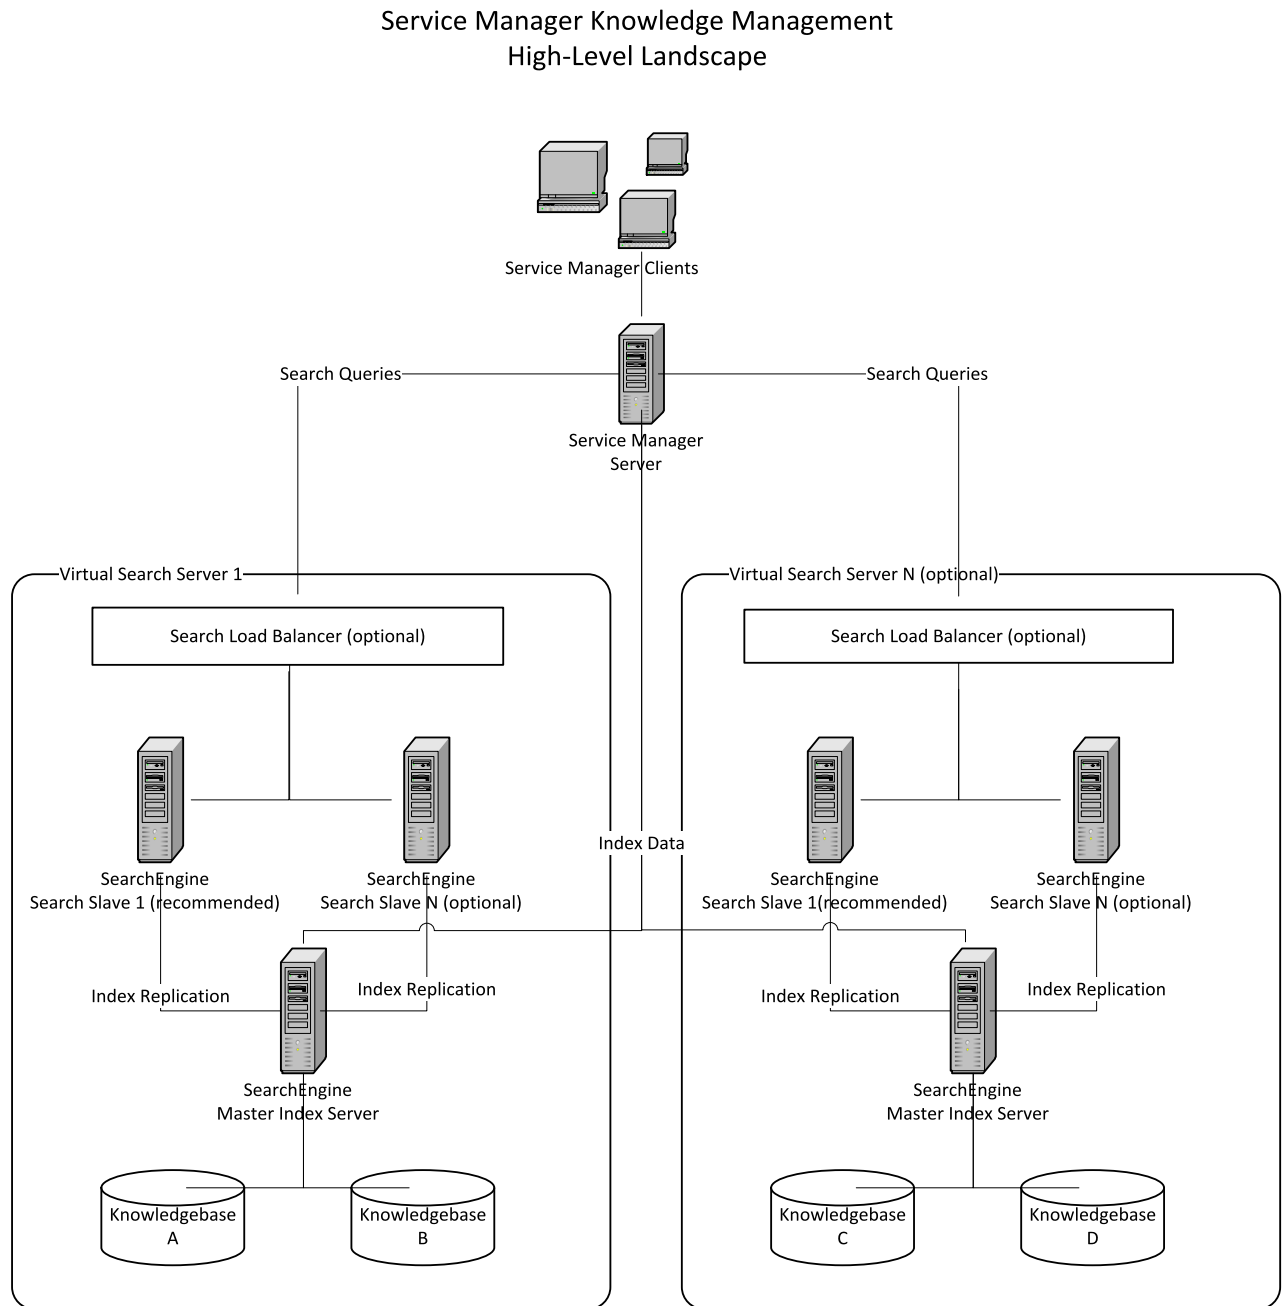 Service Manager Knowledge Management
High-Level Landscape
Service Manager Clients
Search Queries
Search Queries
Service Manager
Server
Virtual Search Server 1
Search Load Balancer (optional)
SearchEngine
Search Slave 1 (recommended)
SearchEngine
Search Slave N (optional)
Index Replication
Index Replication
SearchEngine
Master Index Server
Knowledgebase
A
Knowledgebase
B
Index Data
Virtual Search Server N (optional)
Search Load Balancer (optional)
SearchEngine
Search Slave 1(recommended)
SearchEngine
Search Slave N (optional)
Index Replication
Index Replication
SearchEngine
Master Index Server
Knowledgebase
C
Knowledgebase
D